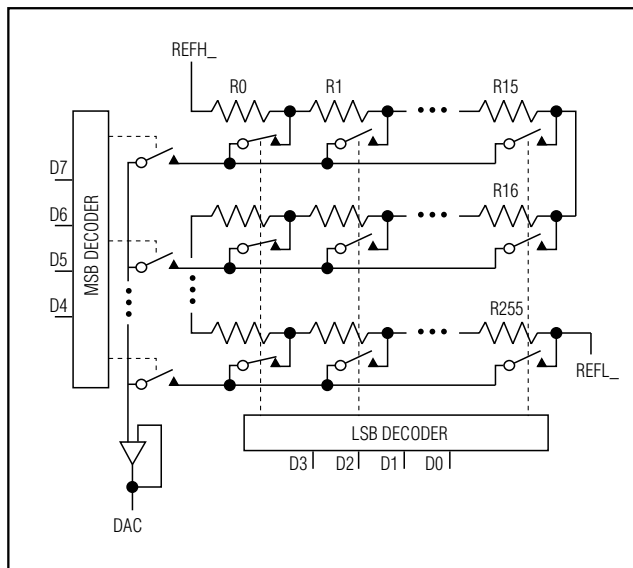 REFH_
R0
R1
R15
D7
D6
D5
D4
MSB DECODER
R16
R255
REFL_
LSB DECODER
D3
D2
D1
D0
DAC